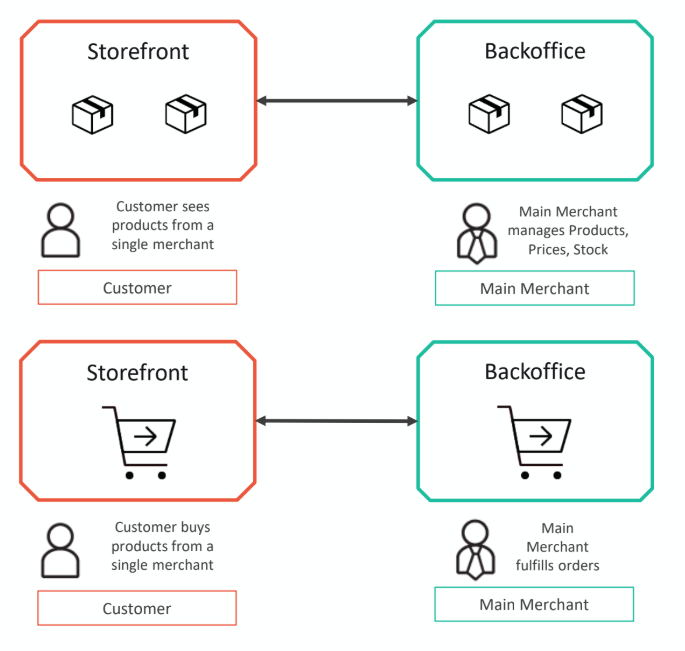 Storefront
Backoffice
Customer sees
products from a
single merchant
Main Merchant
manages Products,
Prices, Stock
Customer
Main Merchant
Storefront
Backoffice
Customer buys
products from a
single merchant
Main
Merchant
fulfills orders
Customer
Main Merchant